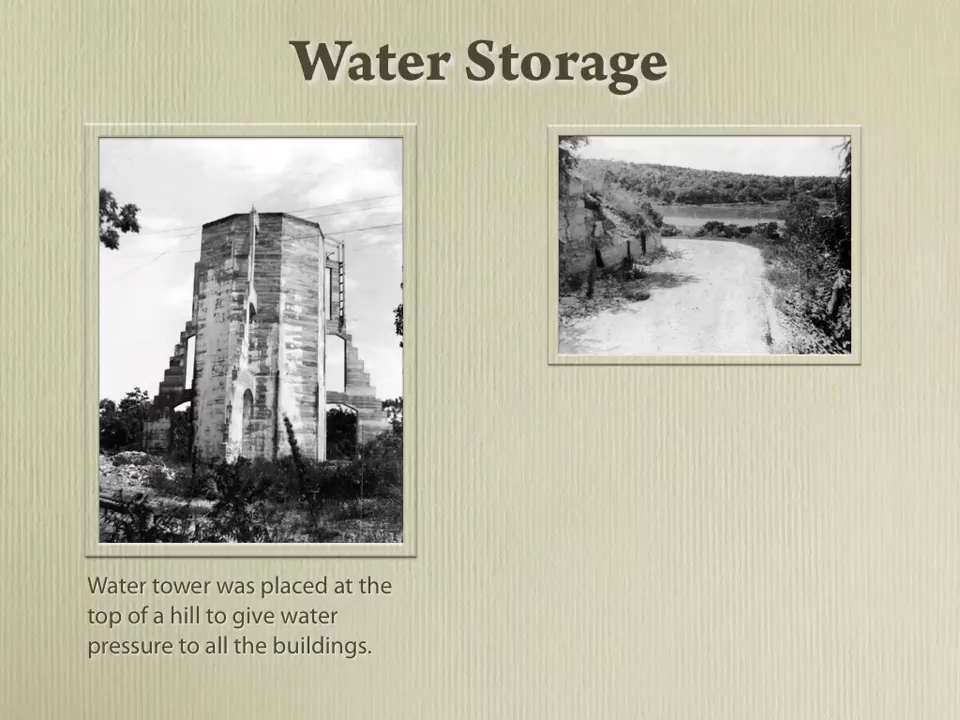 Water Storage
Water tower was placed at the
top of a hill to give water
pressure to all the buildings.